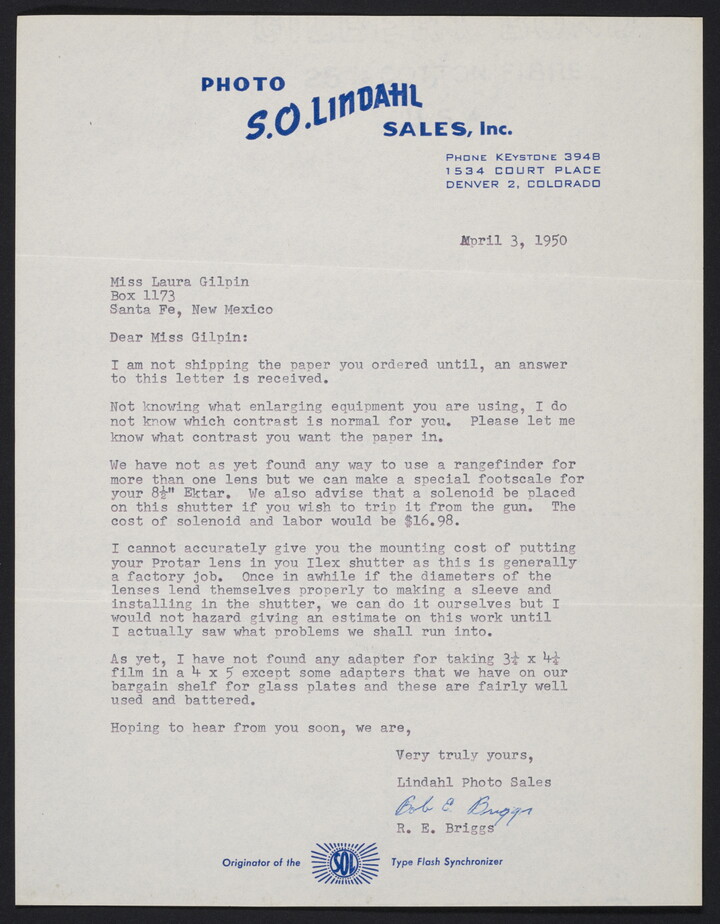 PHOTO
S.O.LINDAHL
SALES, Inc.
PHONE KEYSTONE 3948
1534 COURT PLACE
DENVER 2, COLORADO
April 3, 1950
Miss Laura Gilpin
Box 1173
Santa Fe, New Mexico
Dear Miss Gilpin:
I am not shipping the paper you ordered until, an answer
to this letter is received.
Not knowing what enlarging equipment you are using, I do
not know which contrast is normal for you.  Please let me
know what contrast you want the paper in.
We have not as yet found any way to use a rangefinder for
more than one lens but we can make a special footscale for
your 8½" Ektar.  We also advise that a solenoid be placed
on this shutter if you wish to trip it from the gun.  The
cost of solenoid and labor would be $16.98.
I cannot accurately give you the mounting cost of putting
your Protar lens in you Ilex shutter as this is generally
a factory job.  Once in awhile if the diameters of the
lenses lend themselves properly to making a sleeve and
installing in the shutter, we can do it ourselves but I
would not hazard giving an estimate on this work until
I actually saw what problems we shall run into.
As yet, I have not found any adapter for taking 3¼ x 4¼
film in a 4 x 5 except some adapters that we have on our
bargain shelf for glass plates and these are fairly well
used and battered.
Hoping to hear from you soon, we are,
Very truly yours,
Lindahl Photo Sales
Bob E. Briggs
R. E. Briggs
Originator of the SOL Type Flash Synchronizer